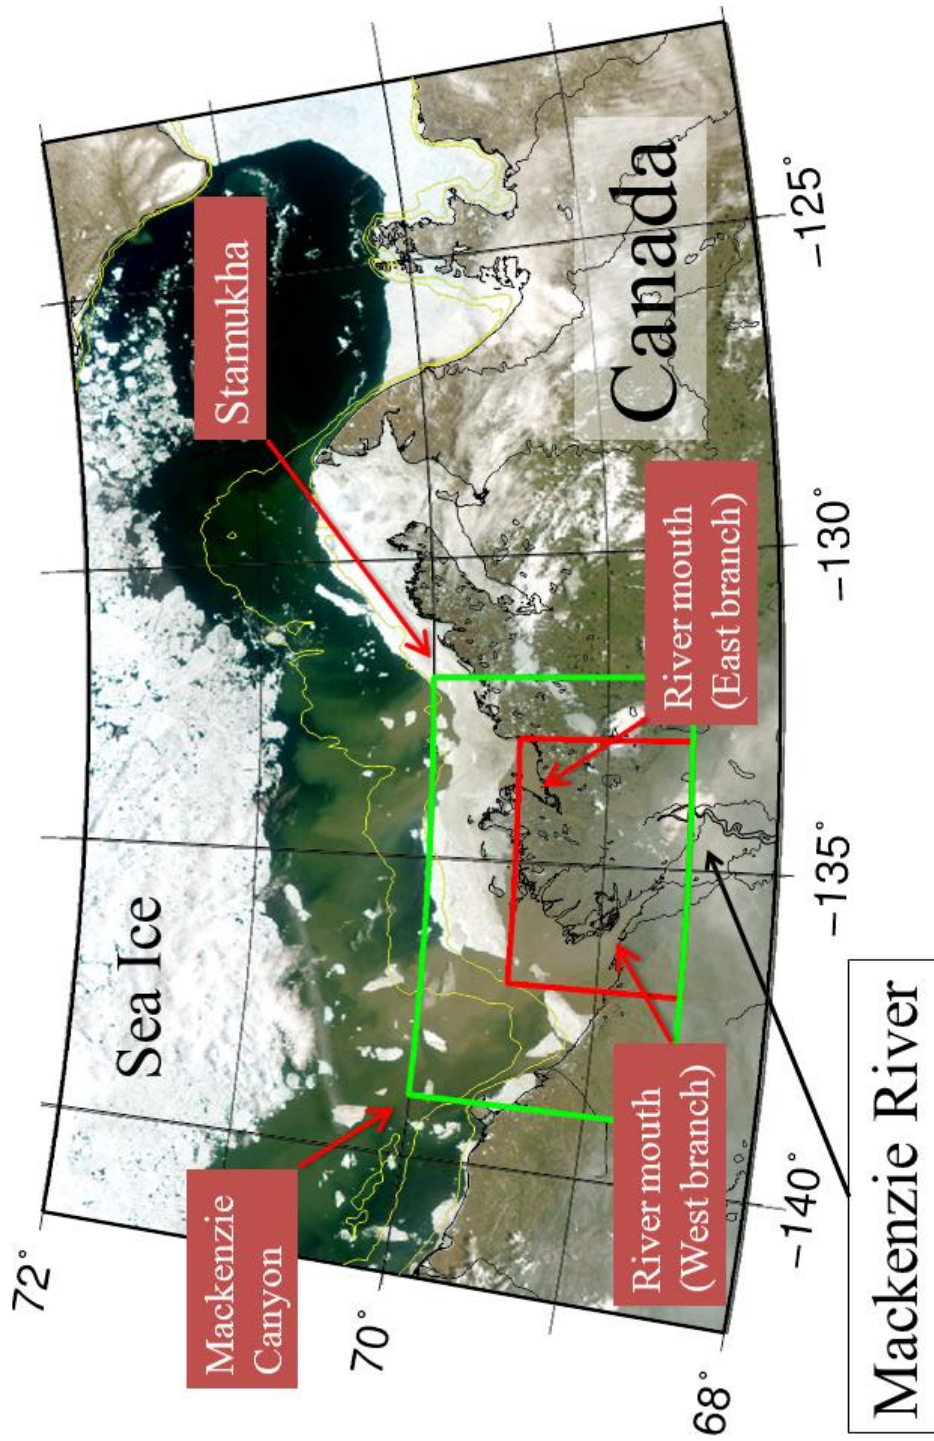 72°
70°
68°
Sea Ice
Mackenzie
Canyon
Stamukha
Canada
River mouth
(West branch)
River mouth
(East branch)
−140°
−135°
−130°
−125°
Mackenzie River